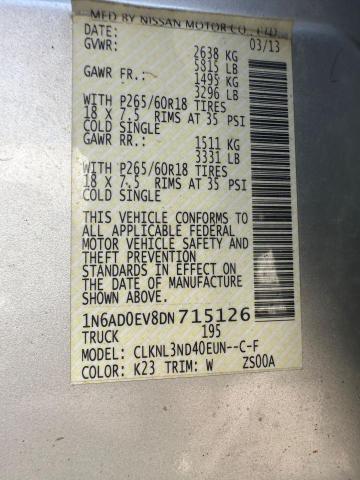 MFD BY NISSAN MOTOR CO., LTD.
DATE: 03/13
GVWR: 2638 KG
5815 LB
GAWR FR.: 1495 KG
3296 LB
WITH P265/60R18 TIRES
18 X 7.5 RIMS AT 35 PSI
COLD SINGLE
GAWR RR.: 1511 KG
3331 LB
WITH P265/60R18 TIRES
18 X 7.5 RIMS AT 35 PSI
COLD SINGLE
THIS VEHICLE CONFORMS TO
ALL APPLICABLE FEDERAL
MOTOR VEHICLE SAFETY AND
THEFT PREVENTION
STANDARDS IN EFFECT ON
THE DATE OF MANUFACTURE
SHOWN ABOVE.
1N6AD0EV8DN715126
TRUCK 195
MODEL: CLKNL3ND40EUN--C-F
COLOR: K23 TRIM: W ZS00A